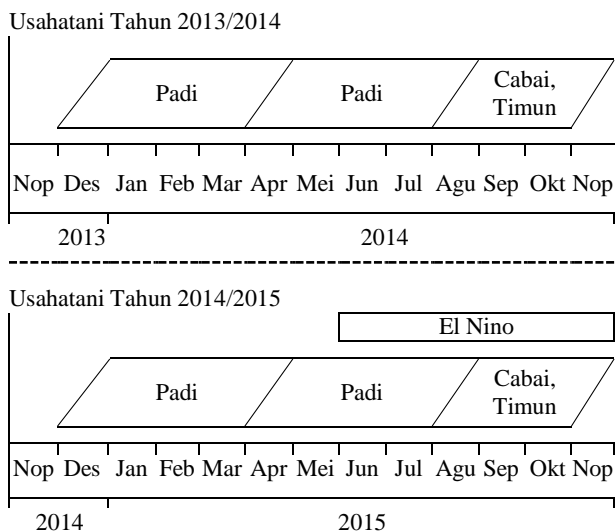 Usahatani Tahun 2013/2014
Padi
Padi
Cabai,
Timun
Nop Des Jan Feb Mar Apr Mei Jun Jul Agu Sep Okt Nop
2013 2014
Usahatani Tahun 2014/2015
El Nino
Padi
Padi
Cabai,
Timun
Nop Des Jan Feb Mar Apr Mei Jun Jul Agu Sep Okt Nop
2014 2015